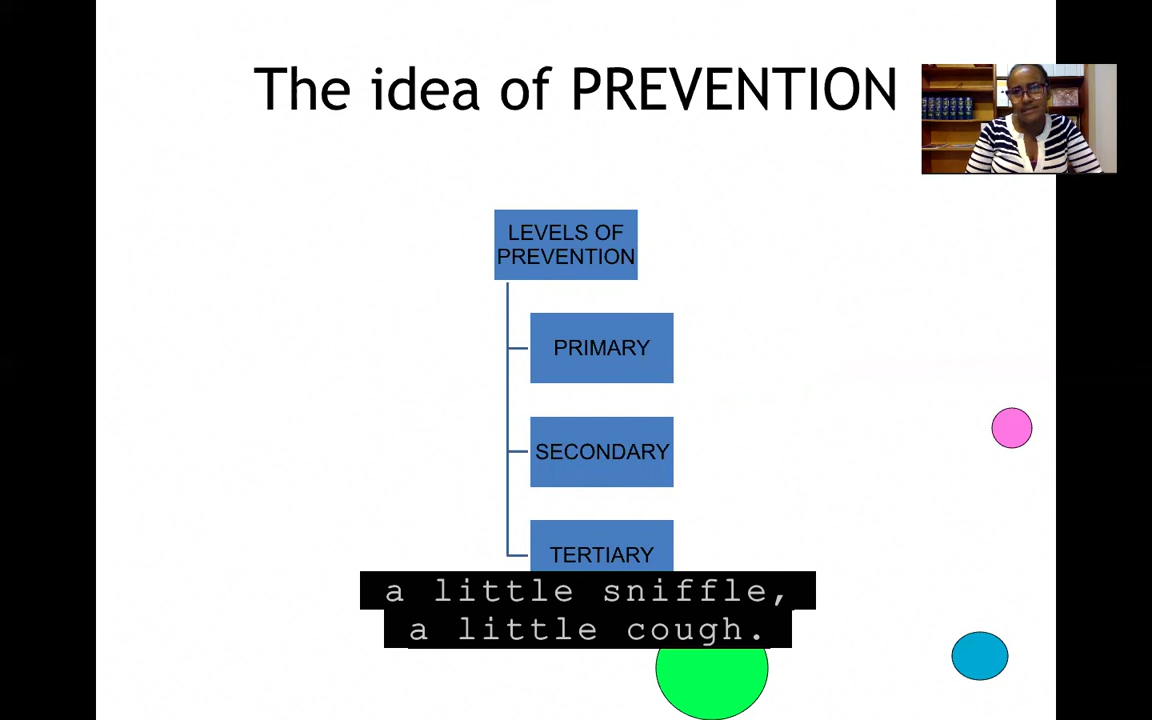 The idea of PREVENTION
LEVELS OF
PREVENTION
PRIMARY
SECONDARY
TERTIARY
a little sniffle,
a little cough.